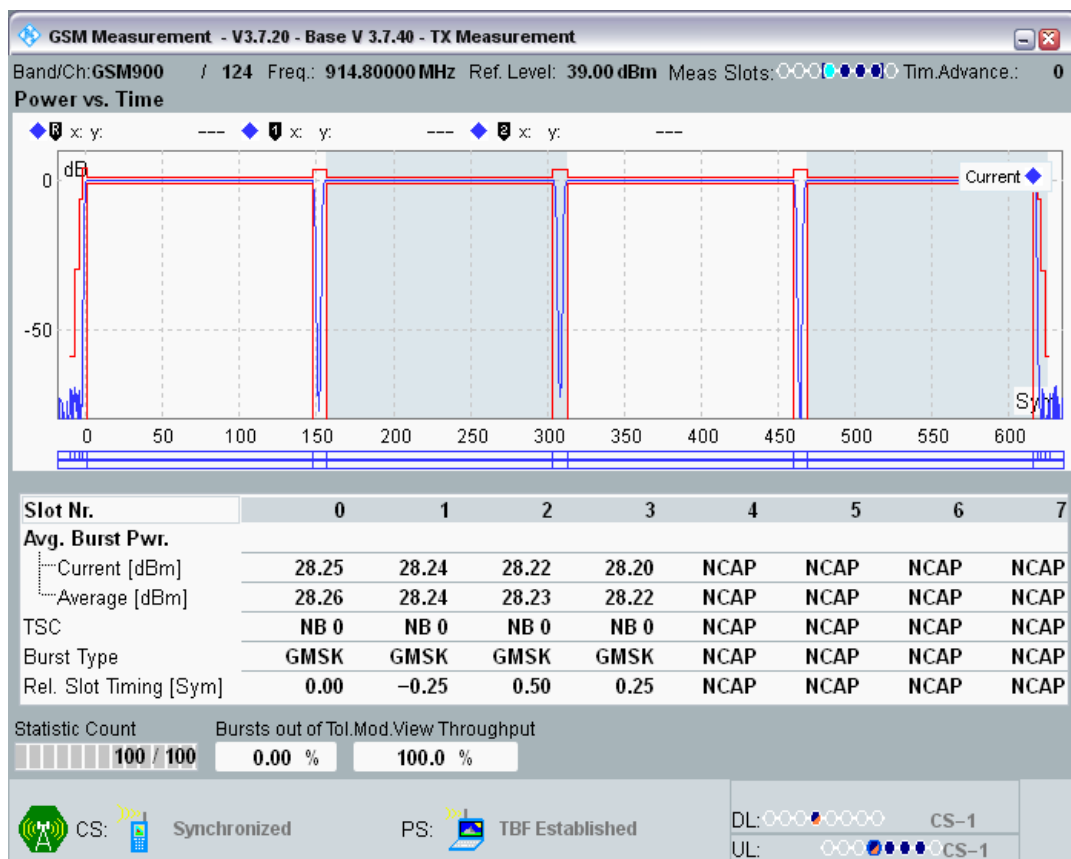 GSM Measurement - V3.7.20 - Base V 3.7.40 - TX Measurement
Band/Ch:GSM900 / 124 Freq.: 914.80000 MHz Ref. Level: 39.00 dBm Meas Slots: Tim.Advance.: 0
Power vs. Time
R x: y: --- 1 x: y: --- 2 x: y: ---
dB
Current
0
-50
Sym
0 50 100 150 200 250 300 350 400 450 500 550 600
Slot Nr. 0 1 2 3 4 5 6 7
Avg. Burst Pwr.
Current [dBm] 28.25 28.24 28.22 28.20 NCAP NCAP NCAP NCAP
Average [dBm] 28.26 28.24 28.23 28.22 NCAP NCAP NCAP NCAP
TSC NB 0 NB 0 NB 0 NB 0 NCAP NCAP NCAP NCAP
Burst Type GMSK GMSK GMSK GMSK NCAP NCAP NCAP NCAP
Rel. Slot Timing [Sym] 0.00 −0.25 0.50 0.25 NCAP NCAP NCAP NCAP
Statistic Count Bursts out of Tol.Mod.View Throughput
100 / 100 0.00 % 100.0 %
CS: Synchronized PS: TBF Established
DL: CS−1
UL: CS−1